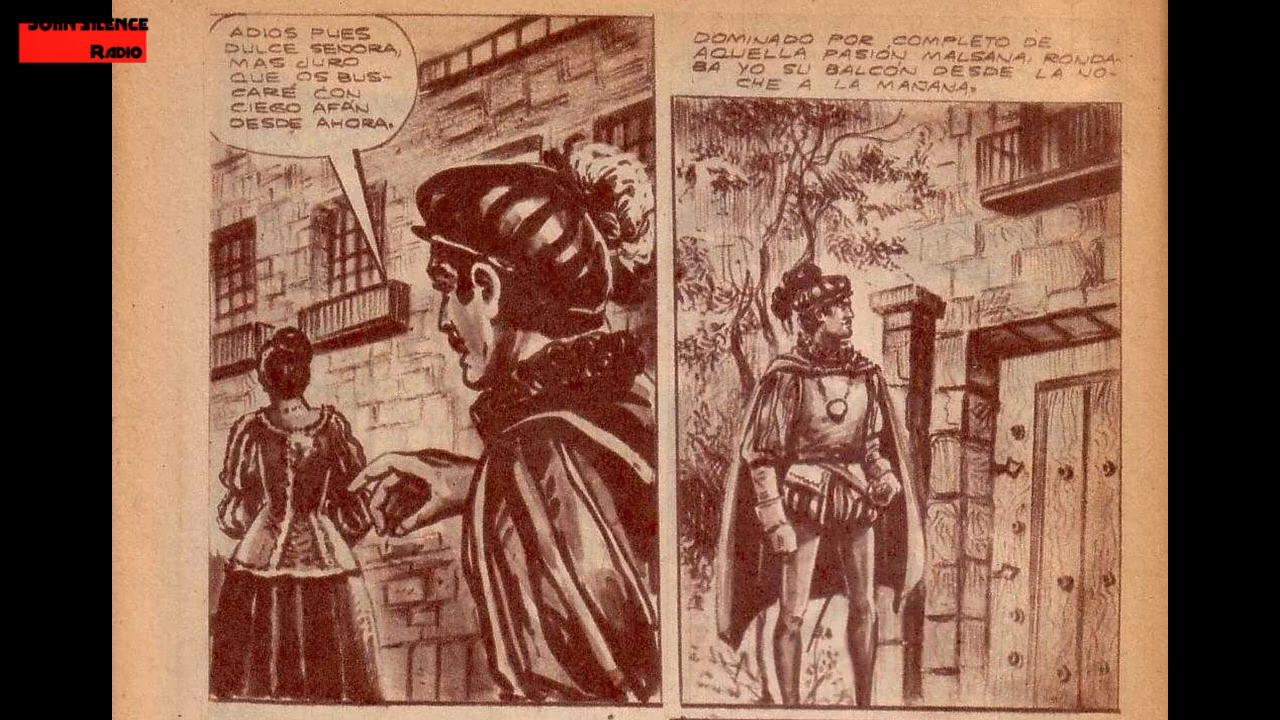 JOHN SILENCE
RADIO
ADIOS PUES
DULCE SEÑORA,
MAS JURO
QUE OS BUS-
CARÉ CON
CIEGO AFÁN
DESDE AHORA.
DOMINADO POR COMPLETO DE
AQUELLA PASIÓN MALSANA, RONDA-
BA YO SU BALCÓN DESDE LA NO-
CHE A LA MAÑANA.